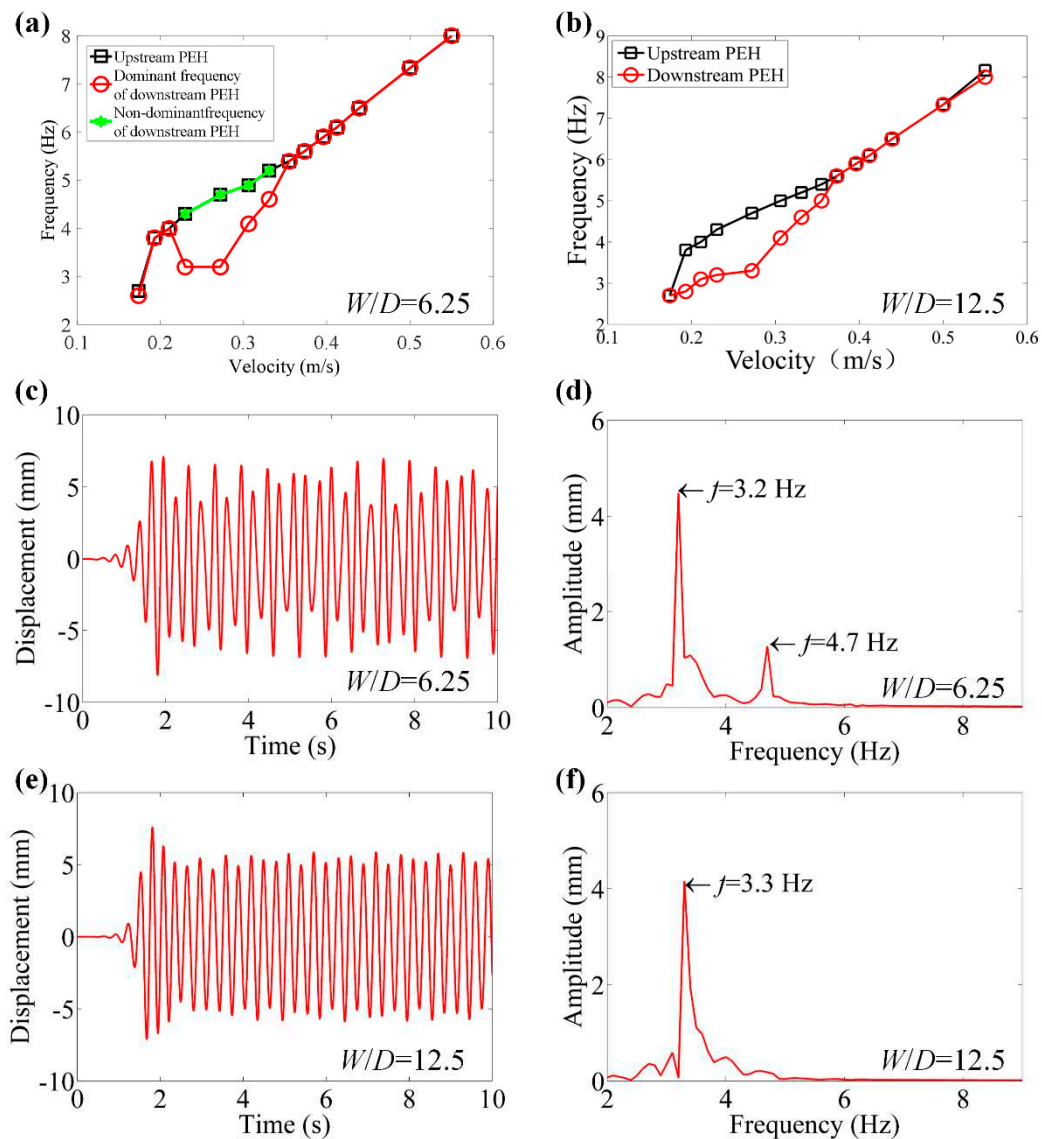 (a)
8
7
6
5
4
3
2
Frequency (Hz)
Upstream PEH
Dominant frequency
of downstream PEH
Non-dominantfrequency
of downstream PEH
W/D=6.25
0.1 0.2 0.3 0.4 0.5 0.6
Velocity (m/s)
(b)
9
8
7
6
5
4
3
2
Frequency (Hz)
Upstream PEH
Downstream PEH
W/D=12.5
0.1 0.2 0.3 0.4 0.5 0.6
Velocity（m/s）
(c)
10
5
0
-5
-10
Displacement (mm)
W/D=6.25
0 2 4 6 8 10
Time (s)
(d)
6
4
2
0
Amplitude (mm)
← f=3.2 Hz
← f=4.7 Hz
W/D=6.25
2 4 6 8
Frequency (Hz)
(e)
10
5
0
-5
-10
Displacement (mm)
W/D=12.5
0 2 4 6 8 10
Time (s)
(f)
6
4
2
0
Amplitude (mm)
← f=3.3 Hz
W/D=12.5
2 4 6 8
Frequency (Hz)